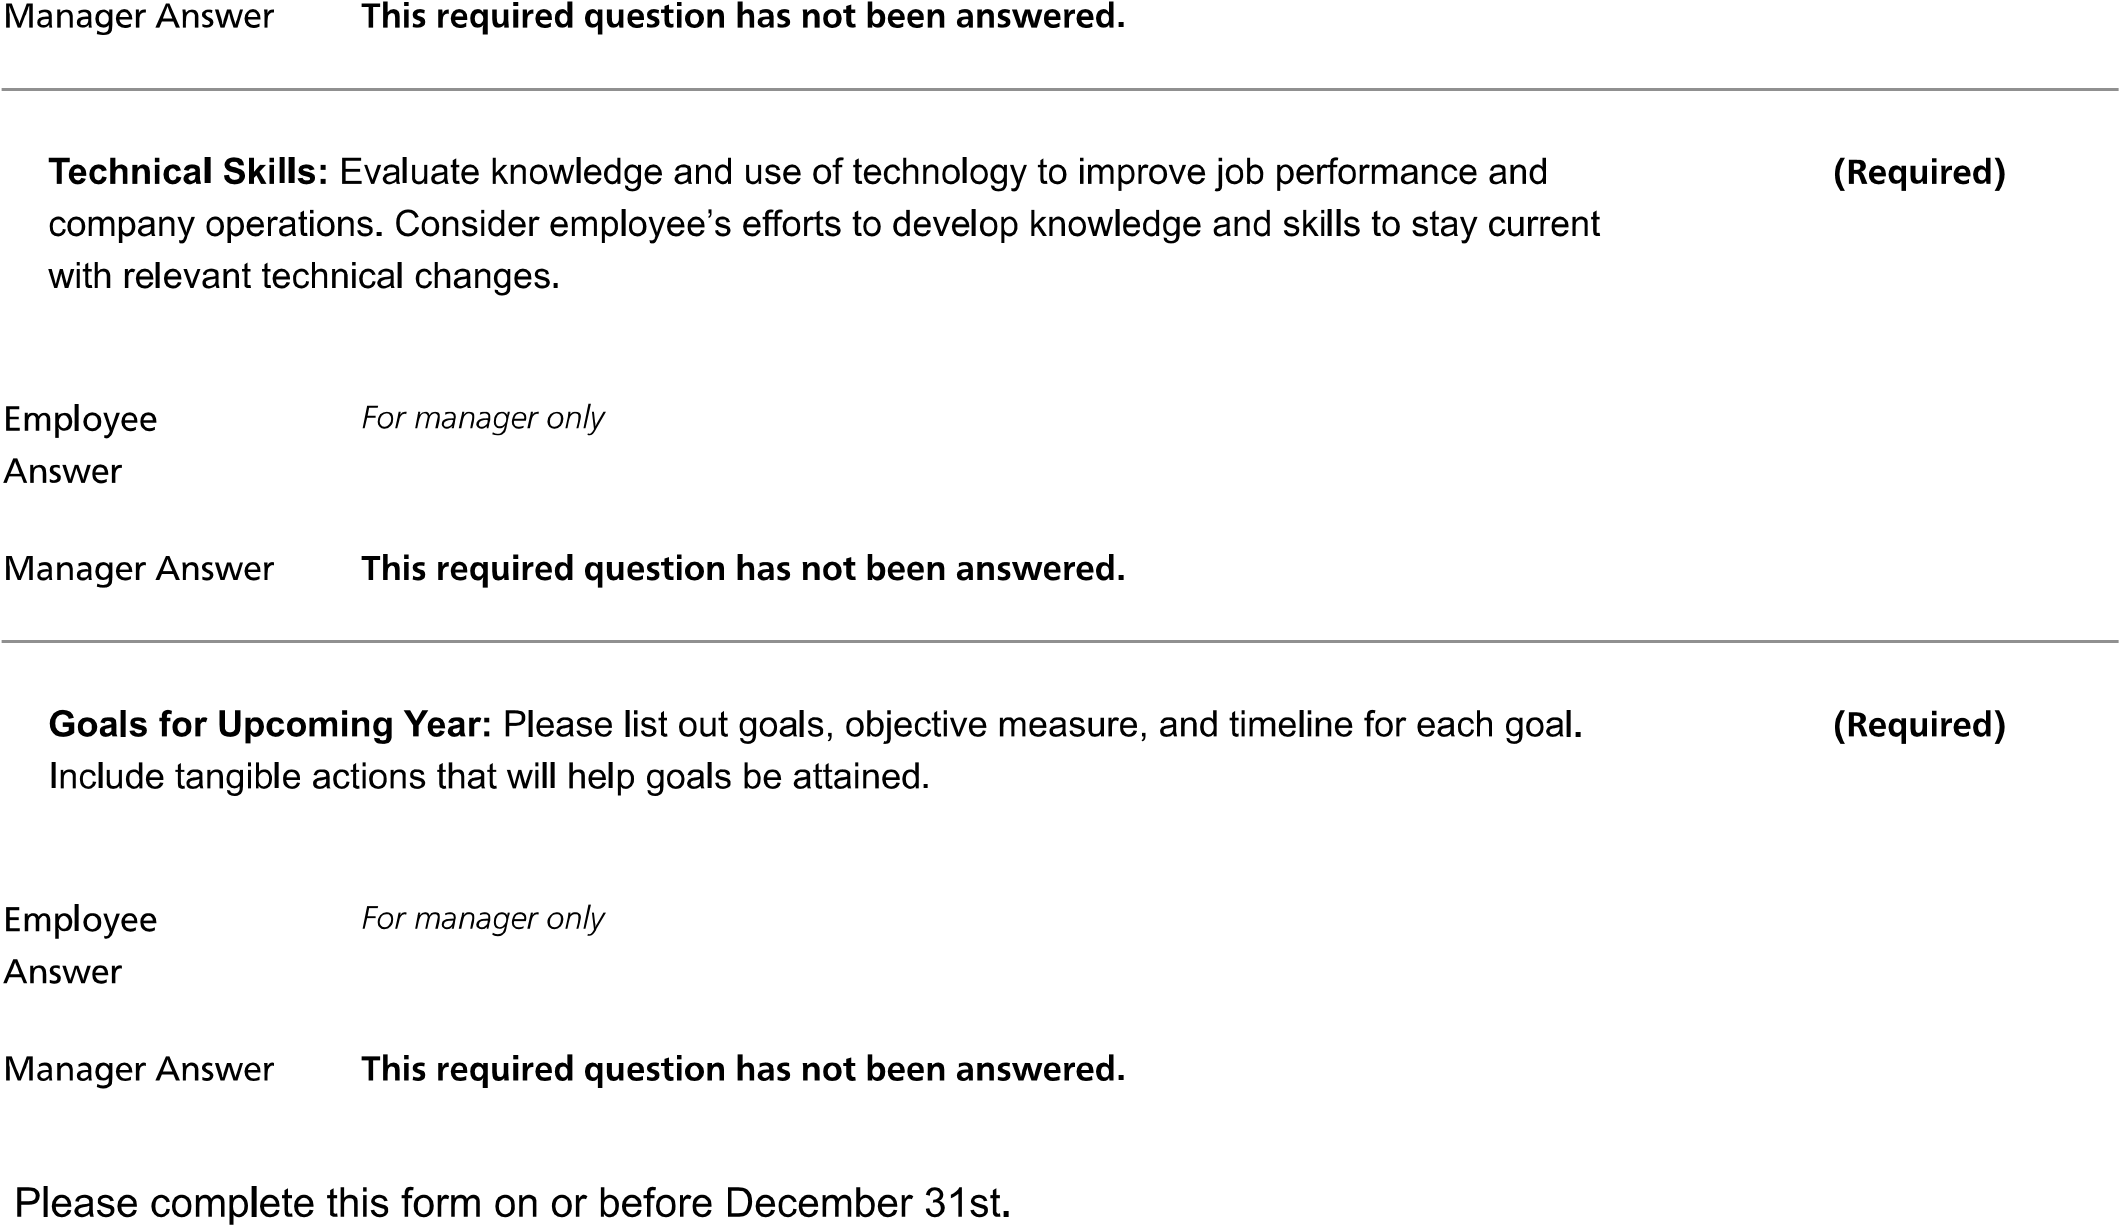 Manager Answer This required question has not been answered.
Technical Skills: Evaluate knowledge and use of technology to improve job performance and (Required)
company operations. Consider employee’s efforts to develop knowledge and skills to stay current
with relevant technical changes.
Employee For manager only
Answer
Manager Answer This required question has not been answered.
Goals for Upcoming Year: Please list out goals, objective measure, and timeline for each goal. (Required)
Include tangible actions that will help goals be attained.
Employee For manager only
Answer
Manager Answer This required question has not been answered.
Please complete this form on or before December 31st.